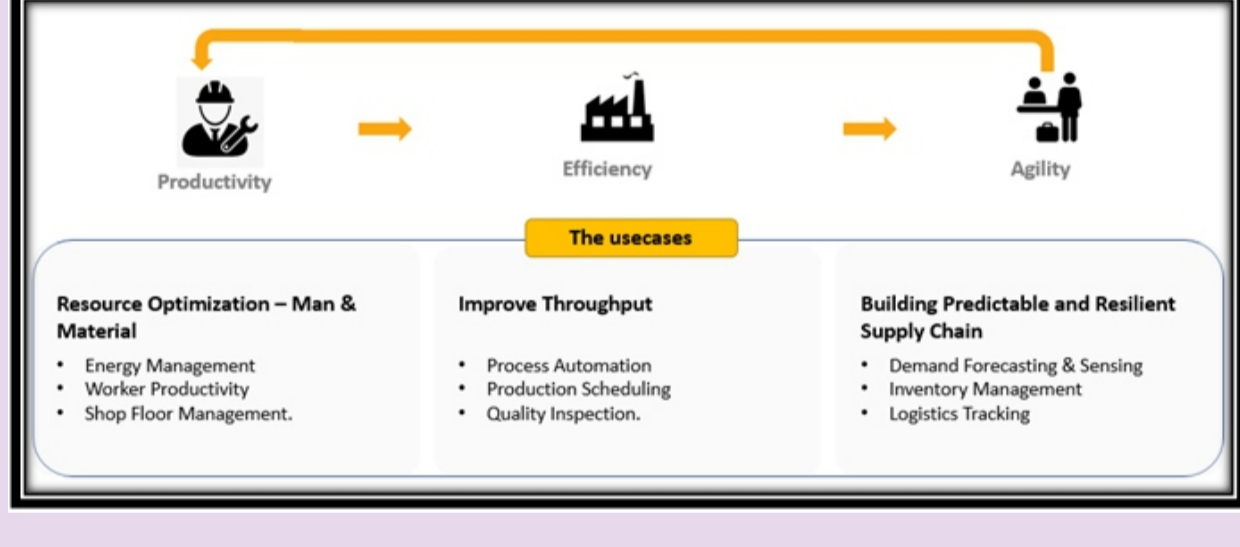 Productivity
Efficiency
Agility
The usecases
Resource Optimization – Man &
Material
• Energy Management
• Worker Productivity
• Shop Floor Management.
Improve Throughput
• Process Automation
• Production Scheduling
• Quality Inspection.
Building Predictable and Resilient
Supply Chain
• Demand Forecasting & Sensing
• Inventory Management
• Logistics Tracking